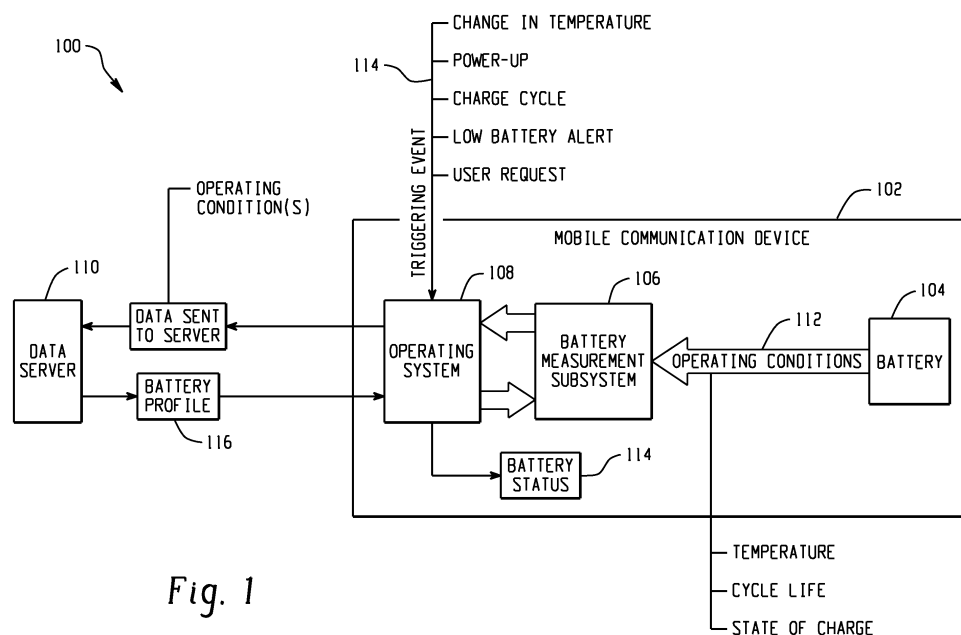 CHANGE IN TEMPERATURE
100
114
POWER-UP
CHARGE CYCLE
LOW BATTERY ALERT
USER REQUEST
TRIGGERING EVENT
OPERATING
CONDITION(S)
102
MOBILE COMMUNICATION DEVICE
110
108
106
104
DATA SENT
TO SERVER
112
DATA
SERVER
OPERATING
SYSTEM
BATTERY
MEASUREMENT
SUBSYSTEM
OPERATING CONDITIONS
BATTERY
BATTERY
PROFILE
116
BATTERY
STATUS
114
TEMPERATURE
CYCLE LIFE
STATE OF CHARGE
Fig. 1